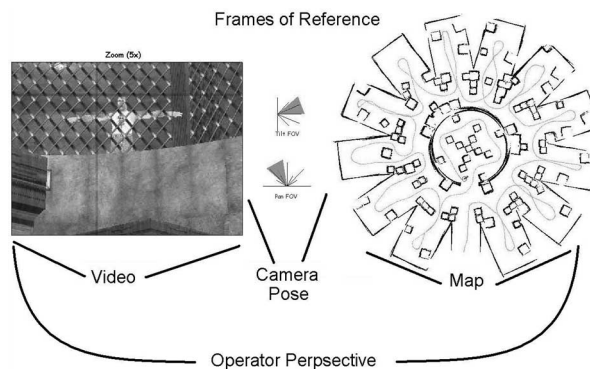 Frames of Reference
Zoom (5x)
Tilt FOV
Pan FOV
Video
Camera
Pose
Map
Operator Perpsective